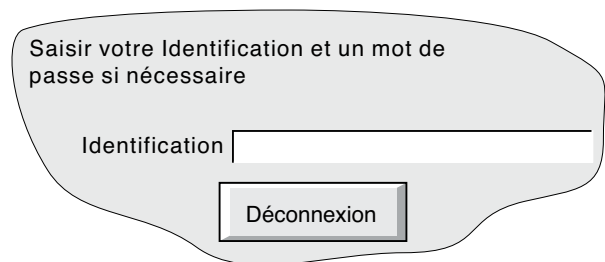 Saisir votre Identification et un mot de
passe si nécessaire
Identification
Déconnexion